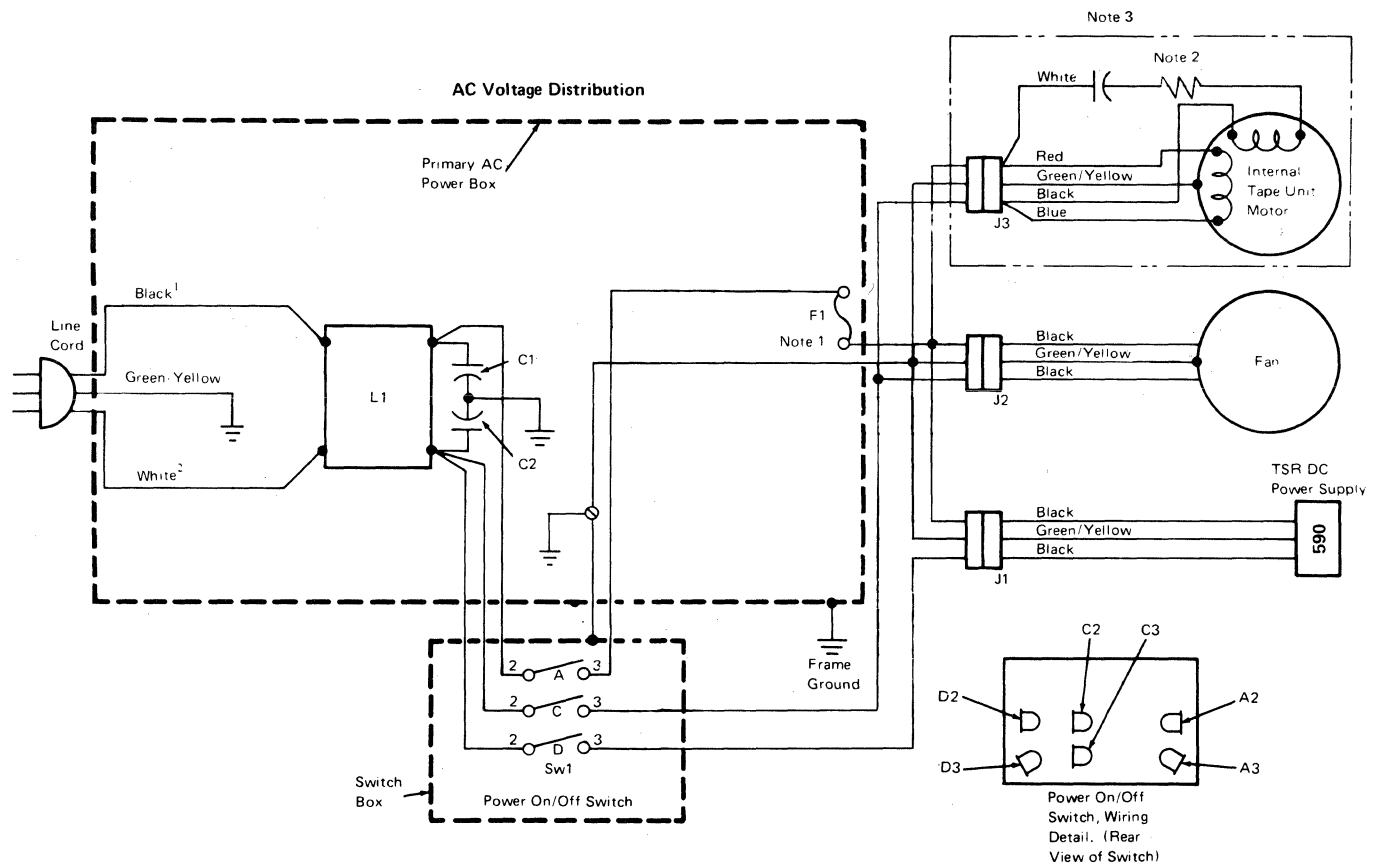 Note 3
Note 2
White
AC Voltage Distribution
Primary AC
Power Box
Red
Green/Yellow
Black
Blue
J3
Internal
Tape Unit
Motor
Black1
Line
Cord
Green-Yellow
White2
L1
C1
C2
F1
Note 1
Black
Green/Yellow
Black
J2
Fan
TSR DC
Power Supply
Black
Green/Yellow
Black
J1
590
Frame
Ground
2 A 3
2 C 3
2 D 3
Sw1
Switch
Box
Power On/Off Switch
C2 C3
D2
A2
D3
A3
Power On/Off
Switch, Wiring
Detail. (Rear
View of Switch)